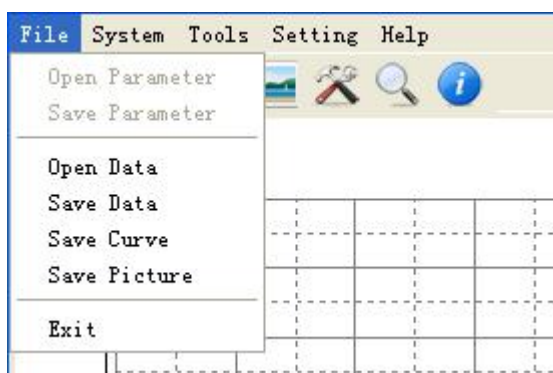 File System Tools Setting Help
Open Parameter
Save Parameter
Open Data
Save Data
Save Curve
Save Picture
Exit